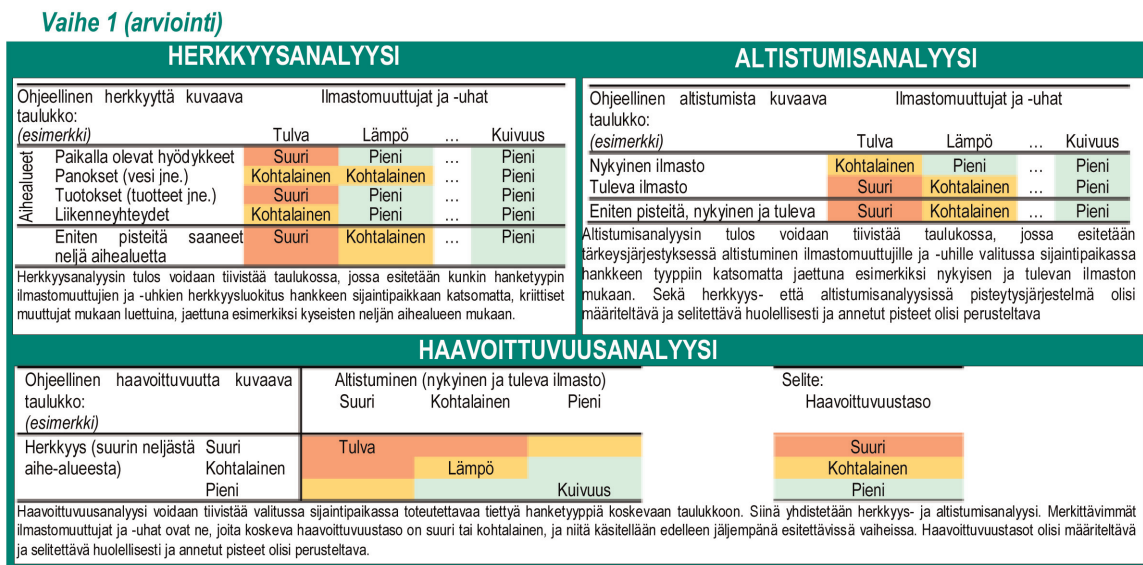 Vaihe 1 (arviointi)
HERKKYYSANALYYSI
Ohjeellinen herkkyyttä kuvaava Ilmastomuuttujat ja -uhat
taulukko:
(esimerkki) Tulva Lämpö … Kuivuus
Aihealueet
Paikalla olevat hyödykkeet Suuri Pieni … Pieni
Panokset (vesi jne.) Kohtalainen Kohtalainen … Pieni
Tuotokset (tuotteet jne.) Suuri Pieni … Pieni
Liikenneyhteydet Kohtalainen Pieni … Pieni
Eniten pisteitä saaneet Suuri Kohtalainen … Pieni
neljä aihealuetta
Herkkyysanalyysin tulos voidaan tiivistää taulukossa, jossa esitetään kunkin hanketyypin
ilmastomuuttujien ja -uhkien herkkyysluokitus hankkeen sijaintipaikkaan katsomatta, kriittiset
muuttujat mukaan luettuina, jaettuna esimerkiksi kyseisten neljän aihealueen mukaan.
ALTISTUMISANALYYSI
Ohjeellinen altistumista kuvaava Ilmastomuuttujat ja -uhat
taulukko:
(esimerkki) Tulva Lämpö … Kuivuus
Nykyinen ilmasto Kohtalainen Pieni … Pieni
Tuleva ilmasto Suuri Kohtalainen … Pieni
Eniten pisteitä, nykyinen ja tuleva Suuri Kohtalainen … Pieni
Altistumisanalyysin tulos voidaan tiivistää taulukossa, jossa esitetään
tärkeysjärjestyksessä altistuminen ilmastomuuttujille ja -uhille valitussa sijaintipaikassa
hankkeen tyyppiin katsomatta jaettuna esimerkiksi nykyisen ja tulevan ilmaston
mukaan. Sekä herkkyys- että altistumisanalyysissä pisteytysjärjestelmä olisi
määriteltävä ja selitettävä huolellisesti ja annetut pisteet olisi perusteltava
HAAVOITTUVUUSANALYYSI
Ohjeellinen haavoittuvuutta kuvaava Altistuminen (nykyinen ja tuleva ilmasto) Selite:
taulukko: Suuri Kohtalainen Pieni Haavoittuvuustaso
(esimerkki)
Herkkyys (suurin neljästä Suuri Tulva Suuri
aihe-alueesta) Kohtalainen Lämpö Kohtalainen
Pieni Kuivuus Pieni
Haavoittuvuusanalyysi voidaan tiivistää valitussa sijaintipaikassa toteutettavaa tiettyä hanketyyppiä koskevaan taulukkoon. Siinä yhdistetään herkkyys- ja altistumisanalyysi. Merkittävimmät
ilmastomuuttujat ja -uhat ovat ne, joita koskeva haavoittuvuustaso on suuri tai kohtalainen, ja niitä käsitellään edelleen jäljempänä esitettävissä vaiheissa. Haavoittuvuustasot olisi määriteltävä
ja selitettävä huolellisesti ja annetut pisteet olisi perusteltava.